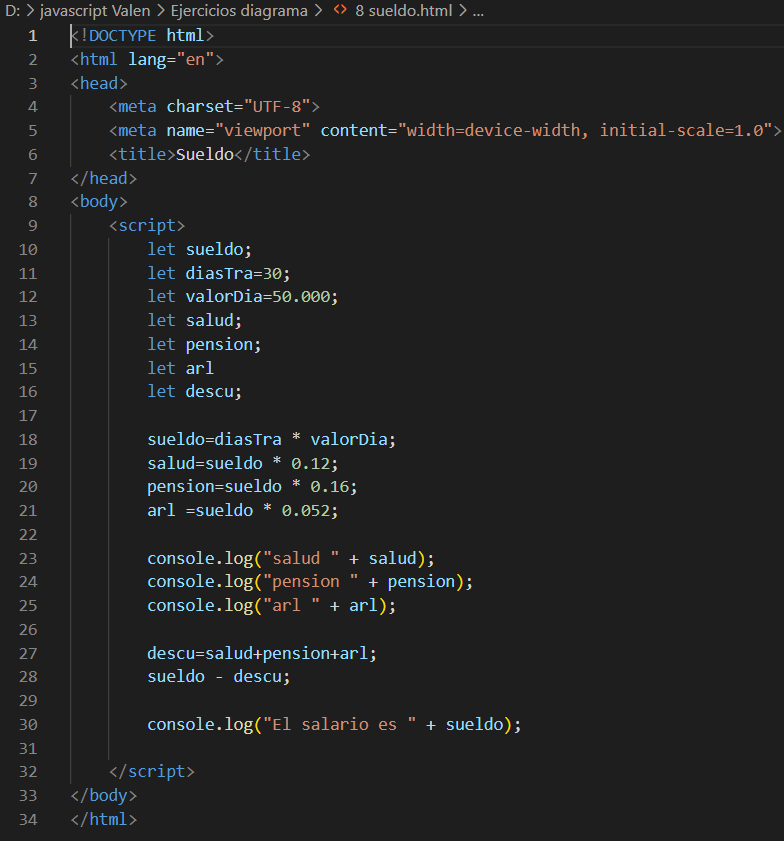 D: > javascript Valen > Ejercicios diagrama > <> 8 sueldo.html > ...
1 <!DOCTYPE html>
2 <html lang="en">
3 <head>
4     <meta charset="UTF-8">
5     <meta name="viewport" content="width=device-width, initial-scale=1.0">
6     <title>Sueldo</title>
7 </head>
8 <body>
9     <script>
10         let sueldo;
11         let diasTra=30;
12         let valorDia=50.000;
13         let salud;
14         let pension;
15         let arl
16         let descu;
17
18         sueldo=diasTra * valorDia;
19         salud=sueldo * 0.12;
20         pension=sueldo * 0.16;
21         arl =sueldo * 0.052;
22
23         console.log("salud " + salud);
24         console.log("pension " + pension);
25         console.log("arl " + arl);
26
27         descu=salud+pension+arl;
28         sueldo - descu;
29
30         console.log("El salario es " + sueldo);
31
32     </script>
33 </body>
34 </html>